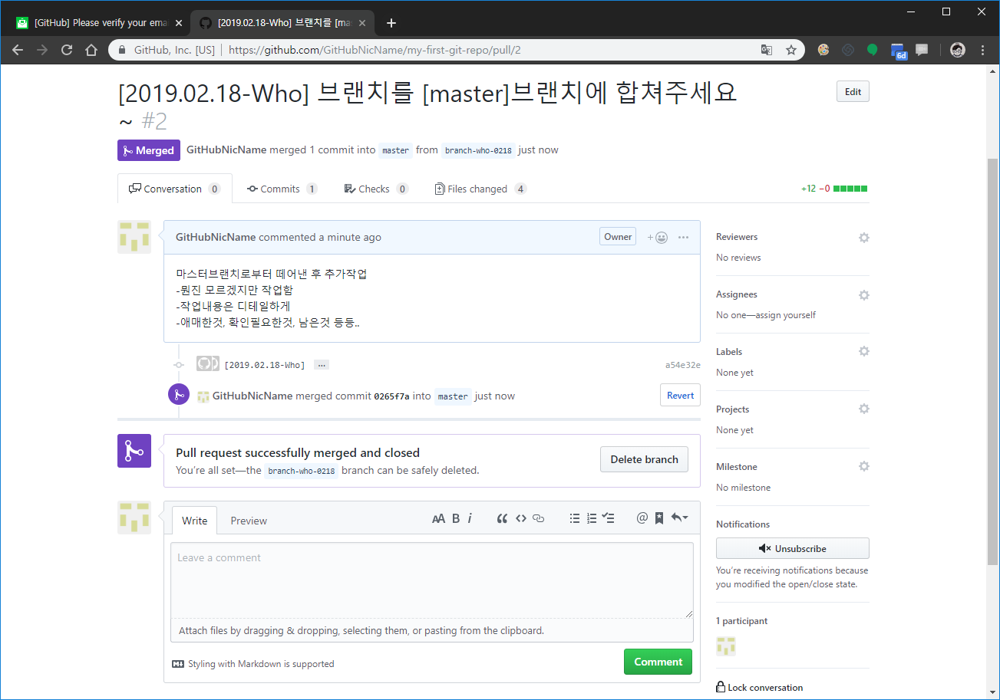 [GitHub] Please verify your ema
[2019.02.18-Who] 브랜치를 [ma
GitHub, Inc. [US] | https://github.com/GitHubNicName/my-first-git-repo/pull/2
6d
[2019.02.18-Who] 브랜치를 [master]브랜치에 합쳐주세요
~ #2
Edit
Merged GitHubNicName merged 1 commit into master from branch-who-0218 just now
Conversation 0 Commits 1 Checks 0 Files changed 4 +12 −0
GitHubNicName commented a minute ago Owner
마스터브랜치로부터 떼어낸 후 추가작업
-뭔진 모르겠지만 작업함
-작업내용은 디테일하게
-애매한것, 확인필요한것, 남은것 등등..
[2019.02.18-Who] … a54e32e
GitHubNicName merged commit 0265f7a into master just now Revert
Pull request successfully merged and closed
You’re all set—the branch-who-0218 branch can be safely deleted.
Delete branch
Write Preview
AA B i
Leave a comment
Attach files by dragging & dropping, selecting them, or pasting from the clipboard.
Styling with Markdown is supported
Comment
Reviewers
No reviews
Assignees
No one—assign yourself
Labels
None yet
Projects
None yet
Milestone
No milestone
Notifications
Unsubscribe
You’re receiving notifications because
you modified the open/close state.
1 participant
Lock conversation